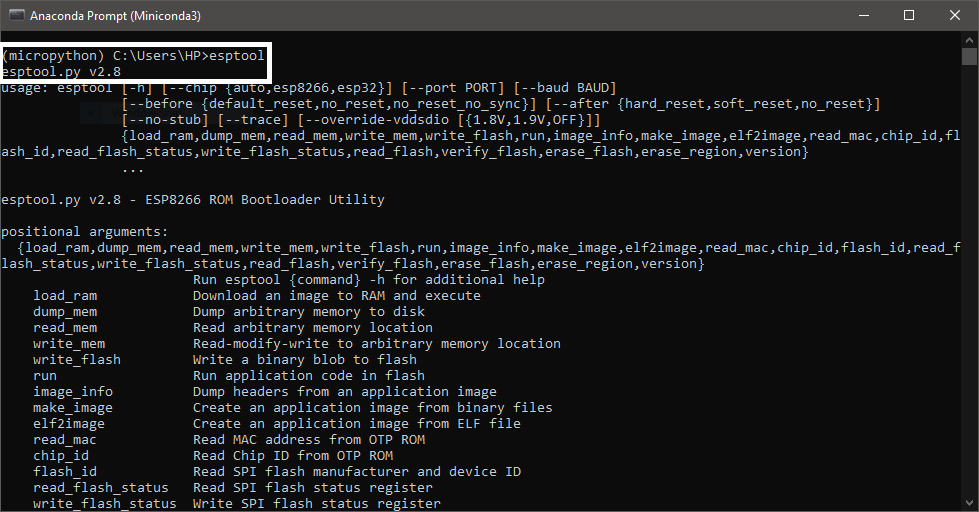 Anaconda Prompt (Miniconda3)
(micropython) C:\Users\HP>esptool
esptool.py v2.8
usage: esptool [-h] [--chip {auto,esp8266,esp32}] [--port PORT] [--baud BAUD]
               [--before {default_reset,no_reset,no_reset_no_sync}] [--after {hard_reset,soft_reset,no_reset}]
               [--no-stub] [--trace] [--override-vddsdio [{1.8V,1.9V,OFF}]]
               {load_ram,dump_mem,read_mem,write_mem,write_flash,run,image_info,make_image,elf2image,read_mac,chip_id,fl
ash_id,read_flash_status,write_flash_status,read_flash,verify_flash,erase_flash,erase_region,version}
               ...
esptool.py v2.8 - ESP8266 ROM Bootloader Utility
positional arguments:
  {load_ram,dump_mem,read_mem,write_mem,write_flash,run,image_info,make_image,elf2image,read_mac,chip_id,flash_id,read_f
lash_status,write_flash_status,read_flash,verify_flash,erase_flash,erase_region,version}
                        Run esptool {command} -h for additional help
    load_ram            Download an image to RAM and execute
    dump_mem            Dump arbitrary memory to disk
    read_mem            Read arbitrary memory location
    write_mem           Read-modify-write to arbitrary memory location
    write_flash         Write a binary blob to flash
    run                 Run application code in flash
    image_info          Dump headers from an application image
    make_image          Create an application image from binary files
    elf2image           Create an application image from ELF file
    read_mac            Read MAC address from OTP ROM
    chip_id             Read Chip ID from OTP ROM
    flash_id            Read SPI flash manufacturer and device ID
    read_flash_status   Read SPI flash status register
    write_flash_status  Write SPI flash status register